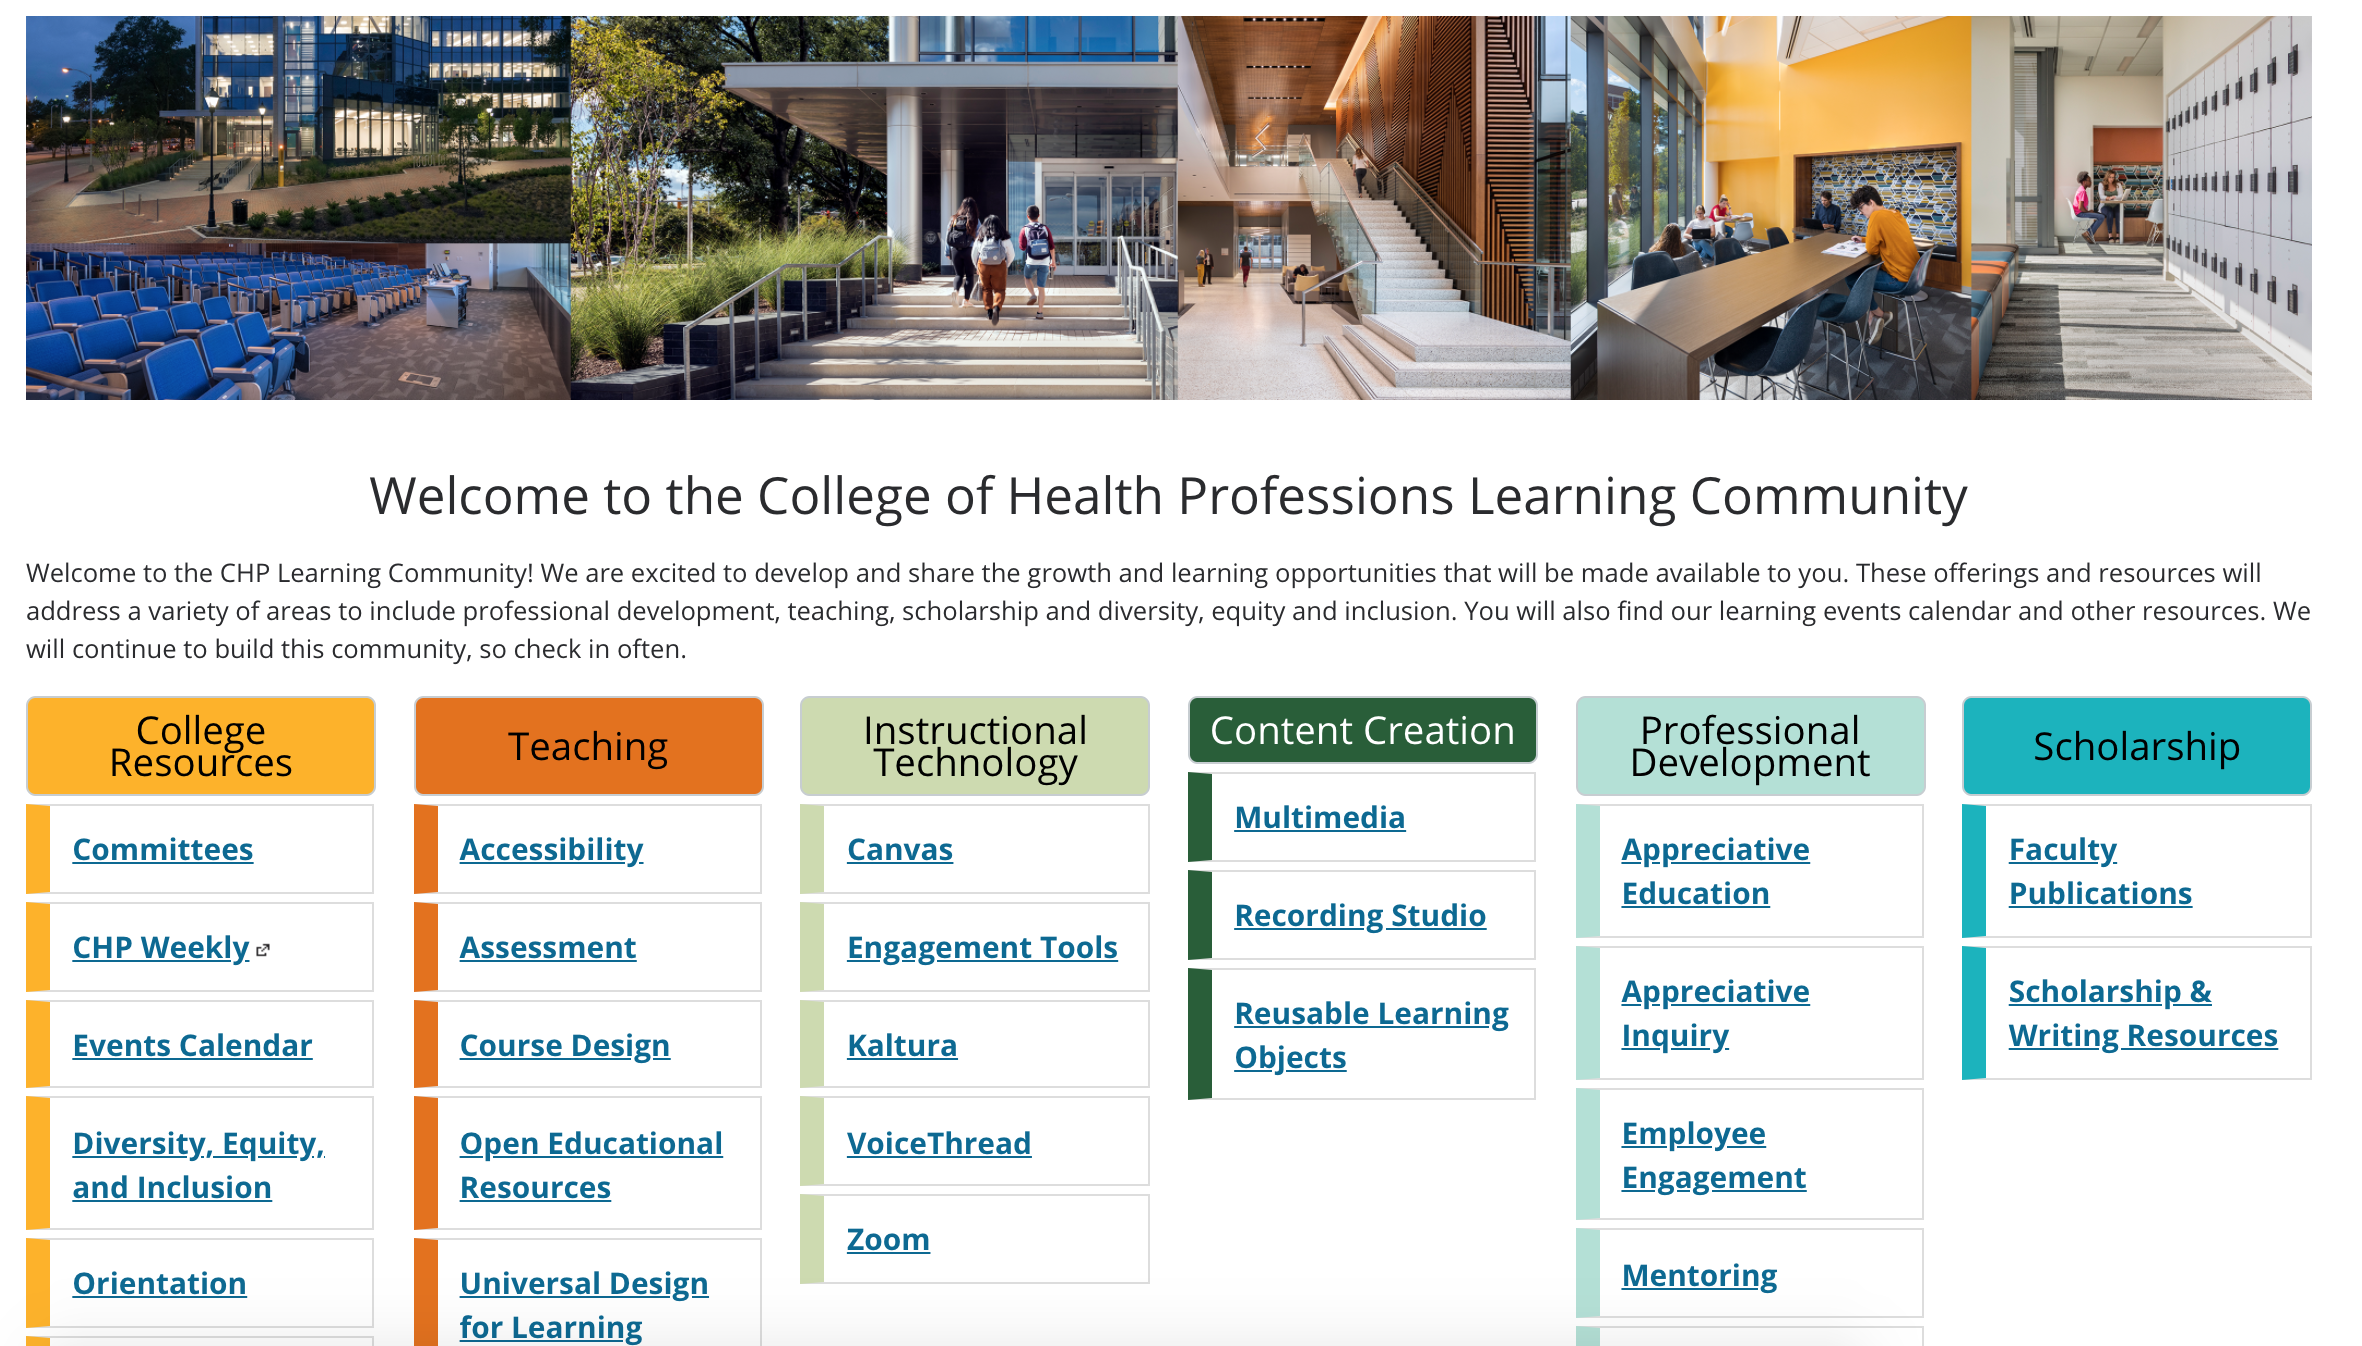 Welcome to the College of Health Professions Learning Community
Welcome to the CHP Learning Community! We are excited to develop and share the growth and learning opportunities that will be made available to you. These offerings and resources will
address a variety of areas to include professional development, teaching, scholarship and diversity, equity and inclusion. You will also find our learning events calendar and other resources. We
will continue to build this community, so check in often.
College
Resources
Committees
CHP Weekly
Events Calendar
Diversity, Equity,
and Inclusion
Orientation
Teaching
Accessibility
Assessment
Course Design
Open Educational
Resources
Universal Design
for Learning
Instructional
Technology
Canvas
Engagement Tools
Kaltura
VoiceThread
Zoom
Content Creation
Multimedia
Recording Studio
Reusable Learning
Objects
Professional
Development
Appreciative
Education
Appreciative
Inquiry
Employee
Engagement
Mentoring
Scholarship
Faculty
Publications
Scholarship &
Writing Resources